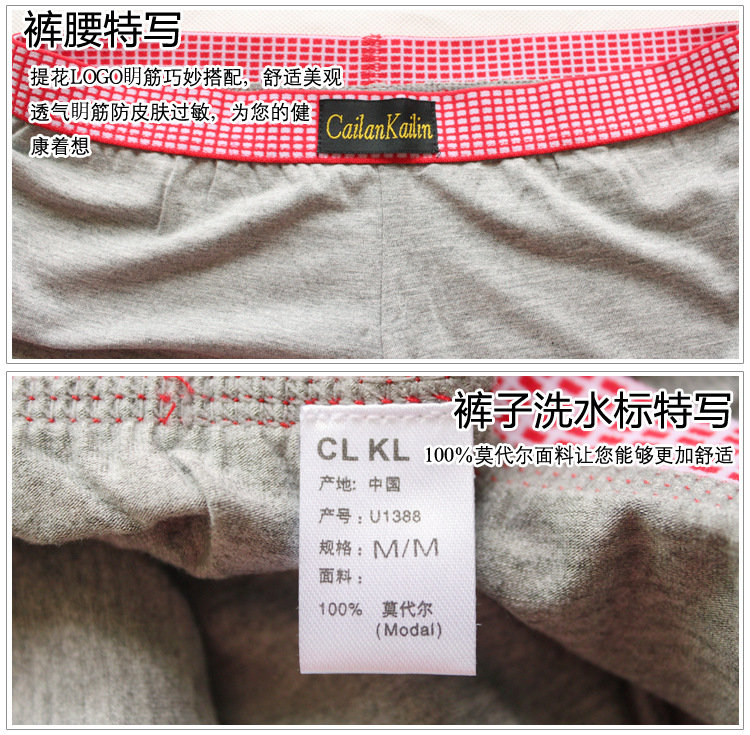 裤腰特写
提花LOGO明筋巧妙搭配，舒适美观
透气明筋防皮肤过敏，为您的健
康着想
CailanKailin
裤子洗水标特写
100%莫代尔面料让您能够更加舒适
CL KL
产地: 中国
产号: U1388
规格: M/M
面料:
100% 莫代尔
(Modal)